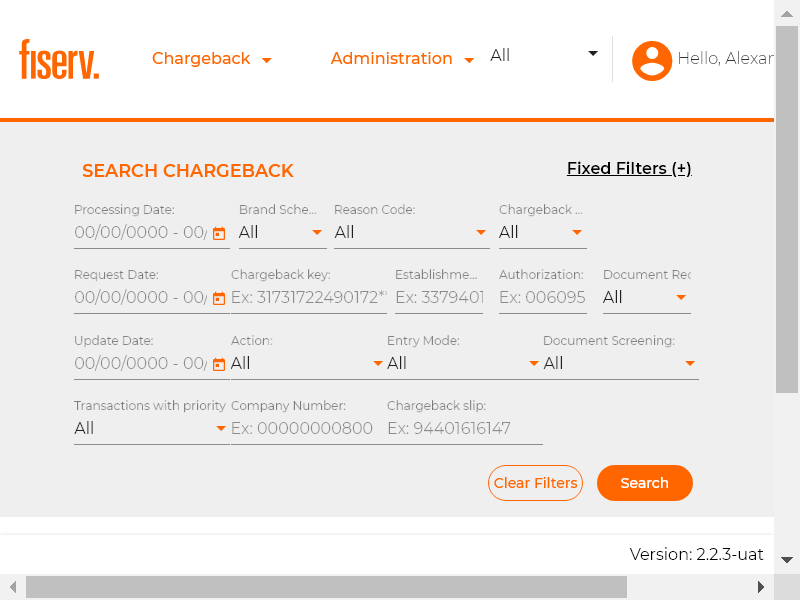 fiserv.
Chargeback
Administration
All
Hello, Alexar
SEARCH CHARGEBACK
Fixed Filters (+)
Processing Date:
Brand Sche...
Reason Code:
Chargeback ...
00/00/0000 - 00/
All
All
All
Request Date:
Chargeback key:
Establishme...
Authorization:
Document Rec
00/00/0000 - 00/
Ex: 31731722490172**
Ex: 3379401
Ex: 006095
All
Update Date:
Action:
Entry Mode:
Document Screening:
00/00/0000 - 00/
All
All
All
Transactions with priority
Company Number:
Chargeback slip:
All
Ex: 00000000800
Ex: 94401616147
Clear Filters
Search
Version: 2.2.3-uat